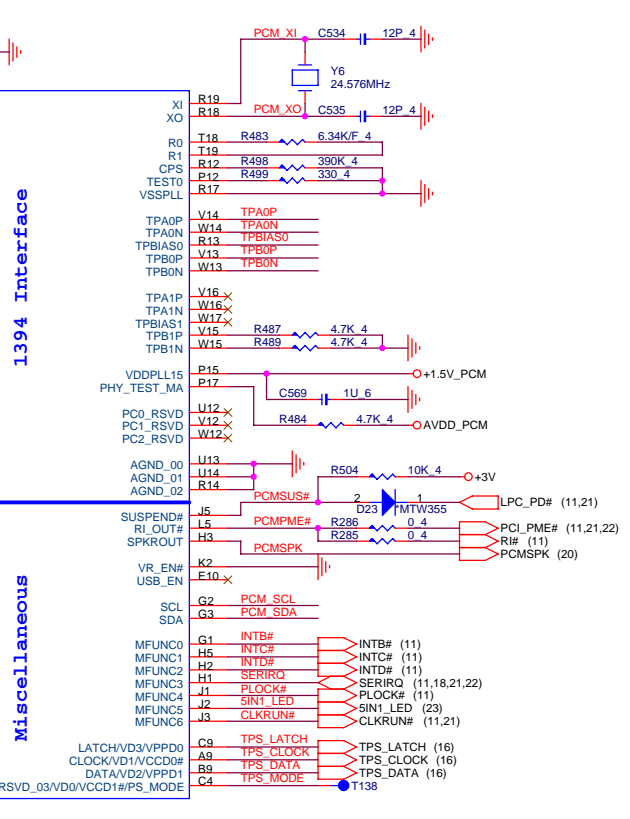 PCM_XI C534 12P_4
Y6
24.576MHz
XI R19
XO R18 PCM_XO C535 12P_4
R0 T18 R483 6.34K/F_4
R1 T19
CPS R12 R498 390K_4
TEST0 P12 R499 330_4
VSSPLL R17
1394 Interface
TPA0P V14 TPA0P
TPA0N W14 TPA0N
TPBIAS0 R13 TPBIAS0
TPB0P V13 TPB0P
TPB0N W13 TPB0N
TPA1P V16
TPA1N W16
TPBIAS1 W17
TPB1P V15 R487 4.7K_4
TPB1N W15 R489 4.7K_4
VDDPLL15 P15 +1.5V_PCM
PHY_TEST_MA P17 C569 1U_6
R484 4.7K_4 AVDD_PCM
PC0_RSVD U12
PC1_RSVD V12
PC2_RSVD W12
AGND_00 U13
AGND_01 U14 R504 10K_4 +3V
AGND_02 R14
PCMSUS# 2 1 LPC_PD# (11,21)
SUSPEND# J5 D23 *MTW355
RI_OUT# L5 PCMPME# R286 0_4 PCI_PME# (11,21,22)
SPKROUT H3 R285 0_4 RI# (11)
PCMSPK PCMSPK (20)
VR_EN# K2
USB_EN E10
Miscellaneous
SCL G2 PCM_SCL
SDA G3 PCM_SDA
MFUNC0 G1 INTB# INTB# (11)
MFUNC1 H5 INTC# INTC# (11)
MFUNC2 H2 INTD# INTD# (11)
MFUNC3 H1 SERIRQ SERIRQ (11,18,21,22)
MFUNC4 J1 PLOCK# PLOCK# (11)
MFUNC5 J2 5IN1_LED 5IN1_LED (23)
MFUNC6 J3 CLKRUN# CLKRUN# (11,21)
LATCH/VD3/VPPD0 C9 TPS_LATCH TPS_LATCH (16)
CLOCK/VD1/VCCD0# A9 TPS_CLOCK TPS_CLOCK (16)
DATA/VD2/VPPD1 B9 TPS_DATA TPS_DATA (16)
RSVD_03/VD0/VCCD1#/PS_MODE C4 TPS_MODE T138